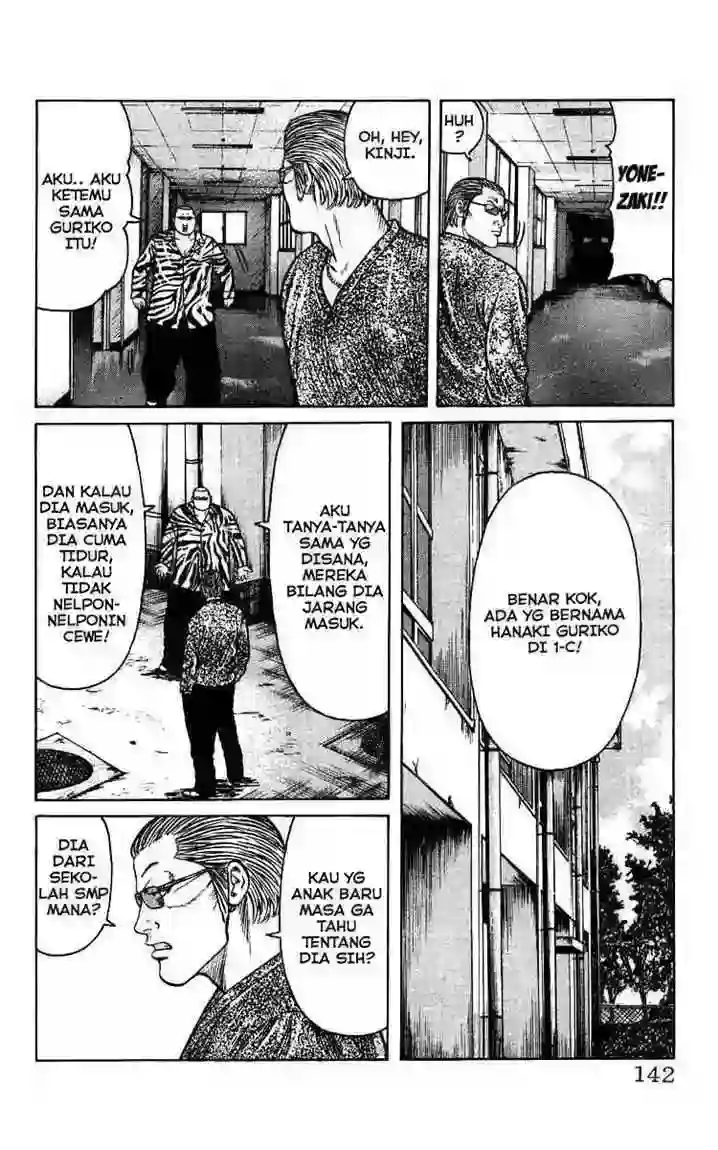 YONE-
ZAKI!!
HUH
?
OH, HEY,
KINJI.
AKU.. AKU
KETEMU
SAMA
GURIKO
ITU!
BENAR KOK,
ADA YG BERNAMA
HANAKI GURIKO
DI 1-C!
AKU
TANYA-TANYA
SAMA YG
DISANA,
MEREKA
BILANG DIA
JARANG
MASUK.
DAN KALAU
DIA MASUK,
BIASANYA
DIA CUMA
TIDUR,
KALAU
TIDAK
NELPON-
NELPONIN
CEWE!
KAU YG
ANAK BARU
MASA GA
TAHU
TENTANG
DIA SIH?
DIA
DARI
SEKO-
LAH SMP
MANA?
142